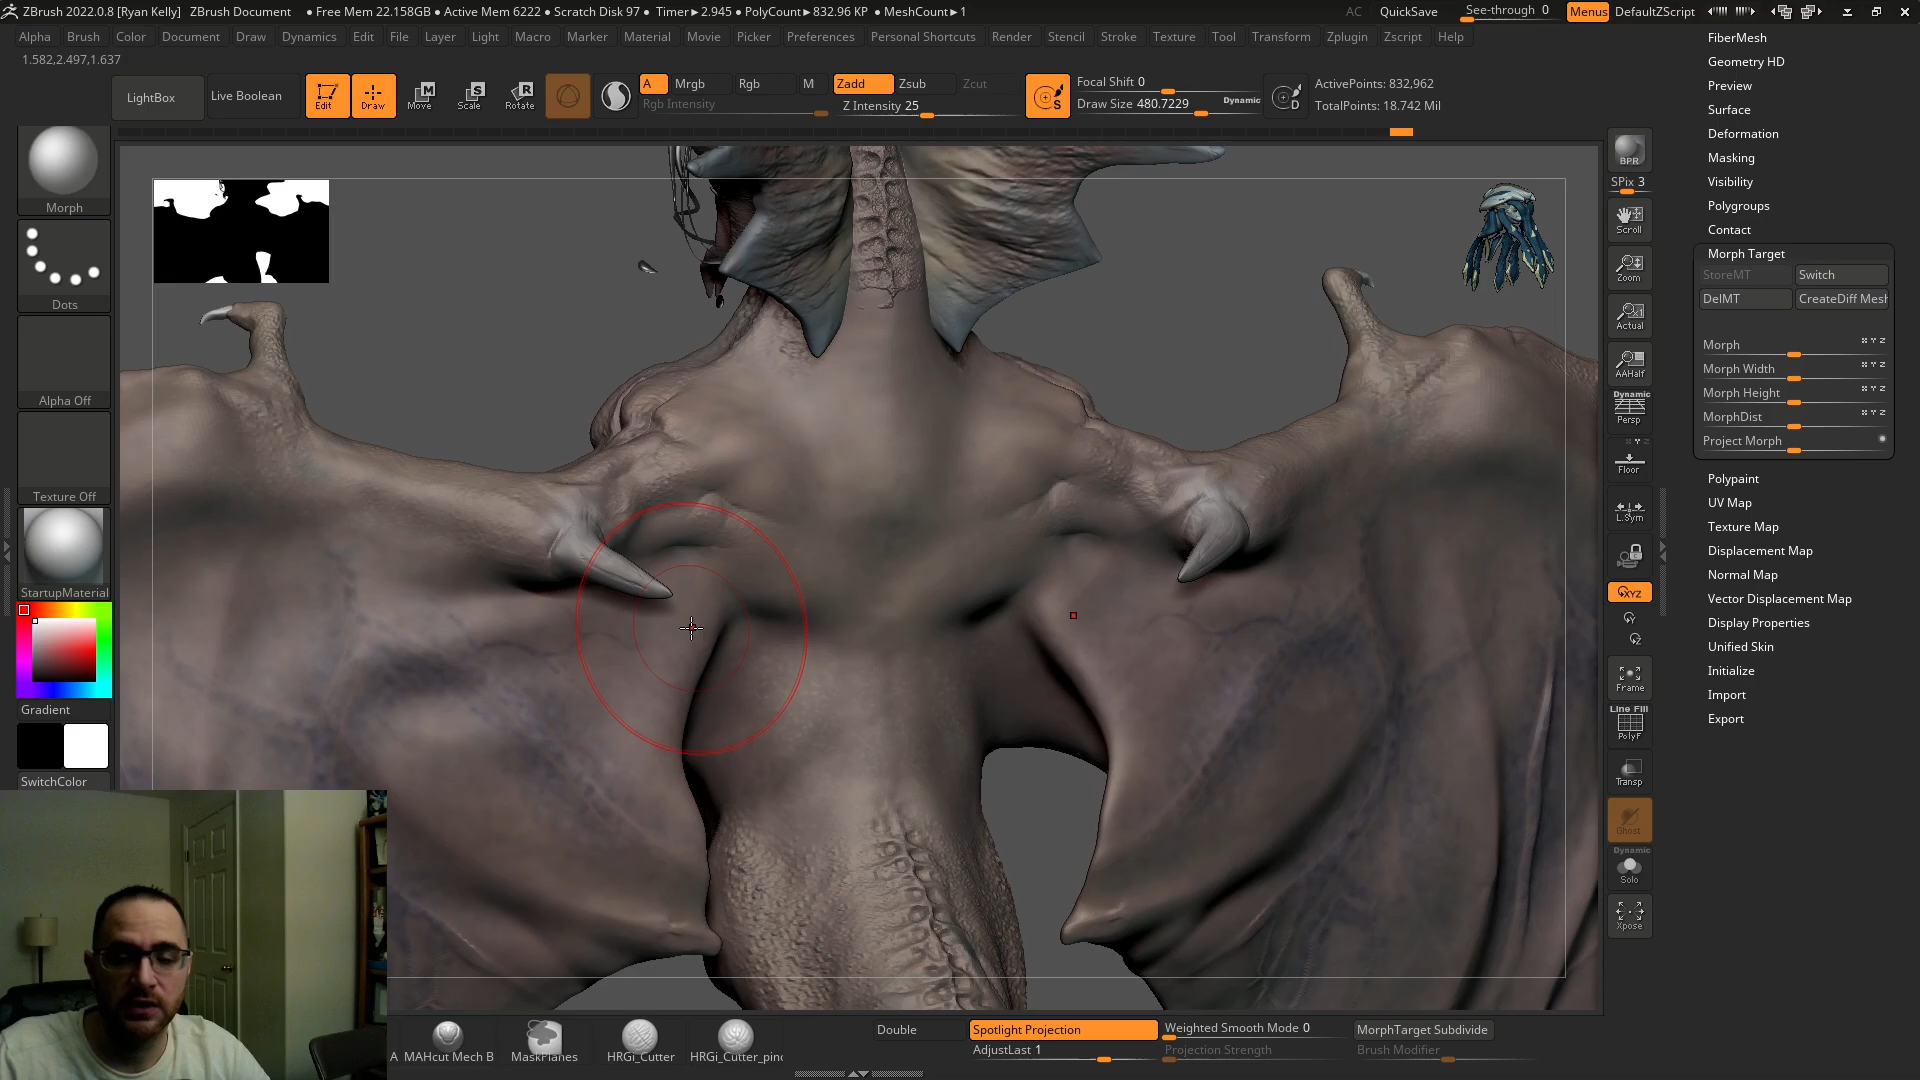 ZBrush 2022.0.8 [Ryan Kelly] ZBrush Document ● Free Mem 22.158GB ● Active Mem 6222 ● Scratch Disk 97 ● Timer▸2.945 ● PolyCount▸832.96 KP ● MeshCount▸1 AC QuickSave See-through 0 Menus DefaultZScript
Alpha Brush Color Document Draw Dynamics Edit File Layer Light Macro Marker Material Movie Picker Preferences Personal Shortcuts Render Stencil Stroke Texture Tool Transform Zplugin Zscript Help
1.582,2.497,1.637
LightBox
Live Boolean
Edit
Draw
Move
Scale
Rotate
A Mrgb Rgb M Zadd Zsub Zcut
Rgb Intensity Z Intensity 25
Focal Shift 0
Draw Size 480.7229 Dynamic
ActivePoints: 832,962
TotalPoints: 18.742 Mil
Morph
Dots
Alpha Off
Texture Off
StartupMaterial
Gradient
SwitchColor
BPR
SPix 3
Scroll
Zoom
Actual
AAHalf
Dynamic
Persp
Floor
L.Sym
XYZ
Frame
Line Fill
PolyF
Transp
Ghost
Dynamic
Solo
Xpose
FiberMesh
Geometry HD
Preview
Surface
Deformation
Masking
Visibility
Polygroups
Contact
Morph Target
StoreMT Switch
DelMT CreateDiff Mesh
Morph
Morph Width
Morph Height
MorphDist
Project Morph
Polypaint
UV Map
Texture Map
Displacement Map
Normal Map
Vector Displacement Map
Display Properties
Unified Skin
Initialize
Import
Export
A MAHcut Mech B MaskPlanes HRGi_Cutter HRGi_Cutter_pinc
Double Spotlight Projection Weighted Smooth Mode 0 MorphTarget Subdivide
AdjustLast 1 Projection Strength Brush Modifier